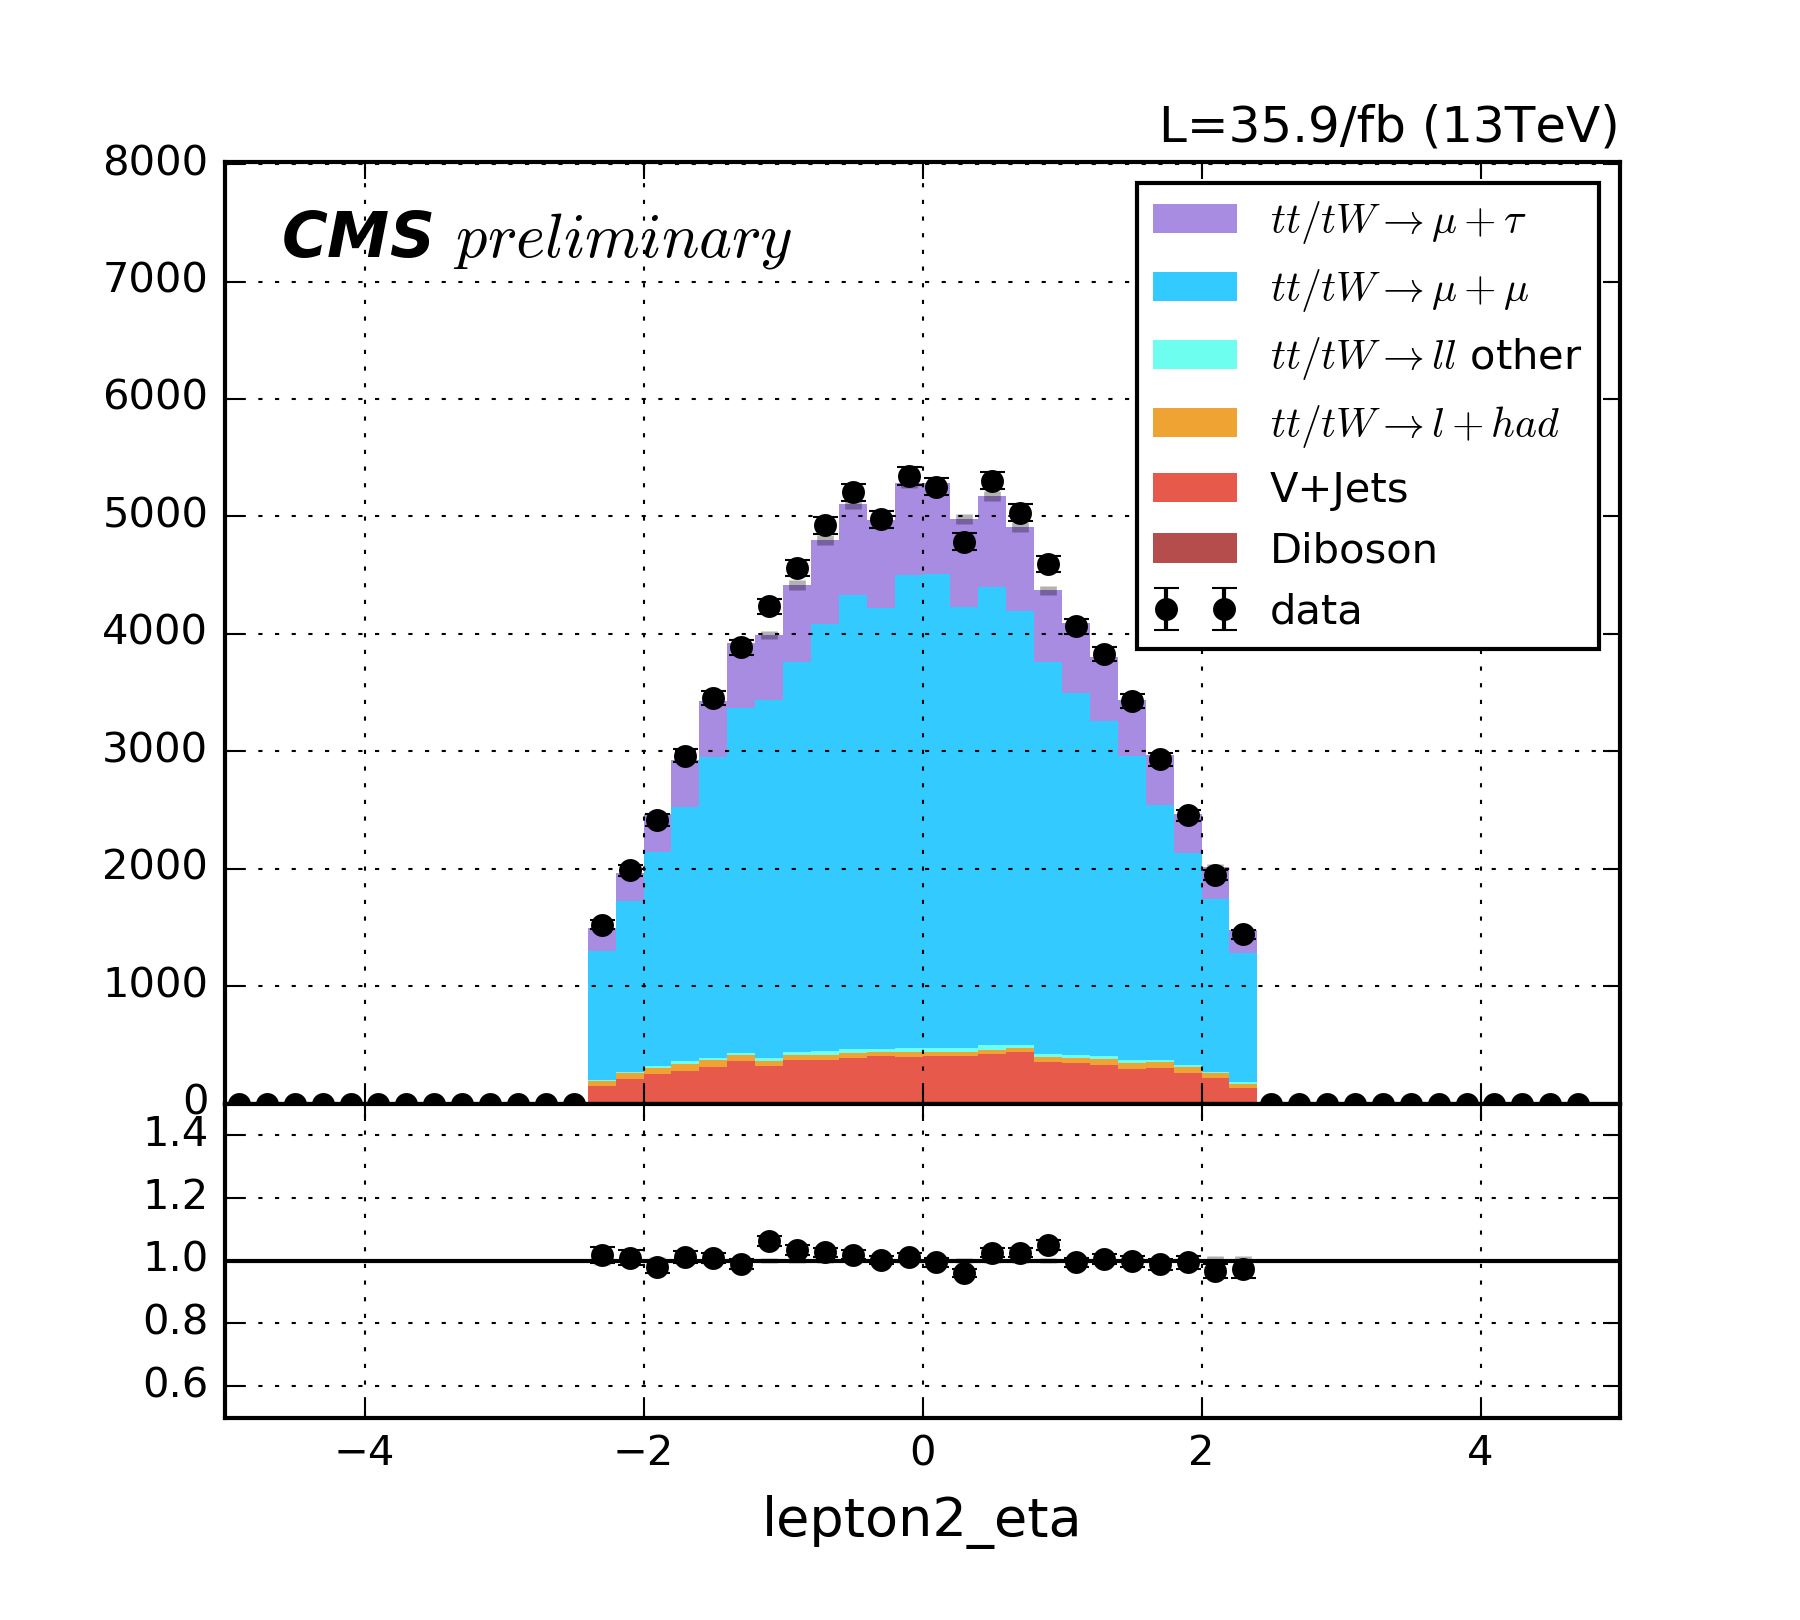 L=35.9/fb (13TeV)
CMS preliminary
8000
7000
6000
5000
4000
3000
2000
1000
0
tt/tW→μ+τ
tt/tW→μ+μ
tt/tW→ll other
tt/tW→l+had
V+Jets
Diboson
data
1.4
1.2
1.0
0.8
0.6
−4 −2 0 2 4
lepton2_eta